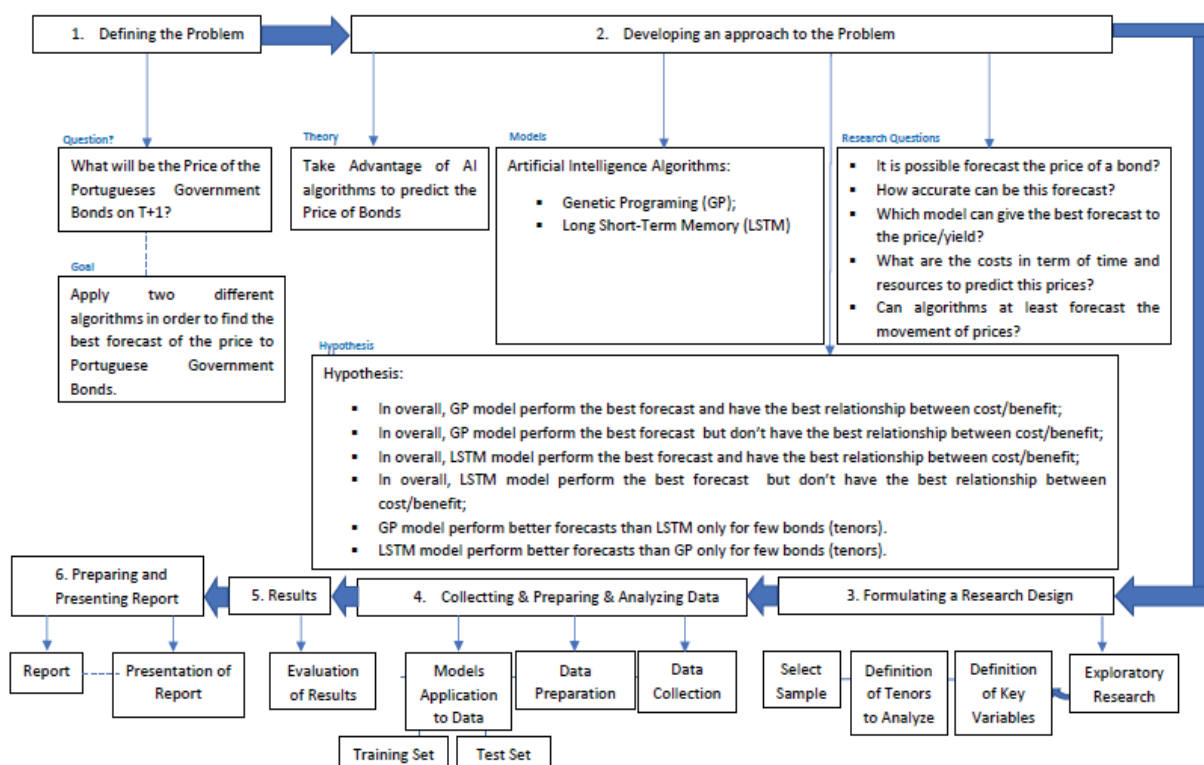 1. Defining the Problem
2. Developing an approach to the Problem
Question?
What will be the Price of the
Portugueses Government
Bonds on T+1?
Goal
Apply two different
algorithms in order to find the
best forecast of the price to
Portuguese Government
Bonds.
Theory
Take Advantage of AI
algorithms to predict the
Price of Bonds
Models
Artificial Intelligence Algorithms:
▪ Genetic Programing (GP);
▪ Long Short-Term Memory (LSTM)
Research Questions
▪ It is possible forecast the price of a bond?
▪ How accurate can be this forecast?
▪ Which model can give the best forecast to
the price/yield?
▪ What are the costs in term of time and
resources to predict this prices?
▪ Can algorithms at least forecast the
movement of prices?
Hypothesis
Hypothesis:
▪ In overall, GP model perform the best forecast and have the best relationship between cost/benefit;
▪ In overall, GP model perform the best forecast but don't have the best relationship between cost/benefit;
▪ In overall, LSTM model perform the best forecast and have the best relationship between cost/benefit;
▪ In overall, LSTM model perform the best forecast but don't have the best relationship between
cost/benefit;
▪ GP model perform better forecasts than LSTM only for few bonds (tenors).
▪ LSTM model perform better forecasts than GP only for few bonds (tenors).
6. Preparing and
Presenting Report
5. Results
4. Collectting & Preparing & Analyzing Data
3. Formulating a Research Design
Report
Presentation of
Report
Evaluation
of Results
Models
Application
to Data
Data
Preparation
Data
Collection
Select
Sample
Definition
of Tenors
to Analyze
Definition
of Key
Variables
Exploratory
Research
Training Set
Test Set